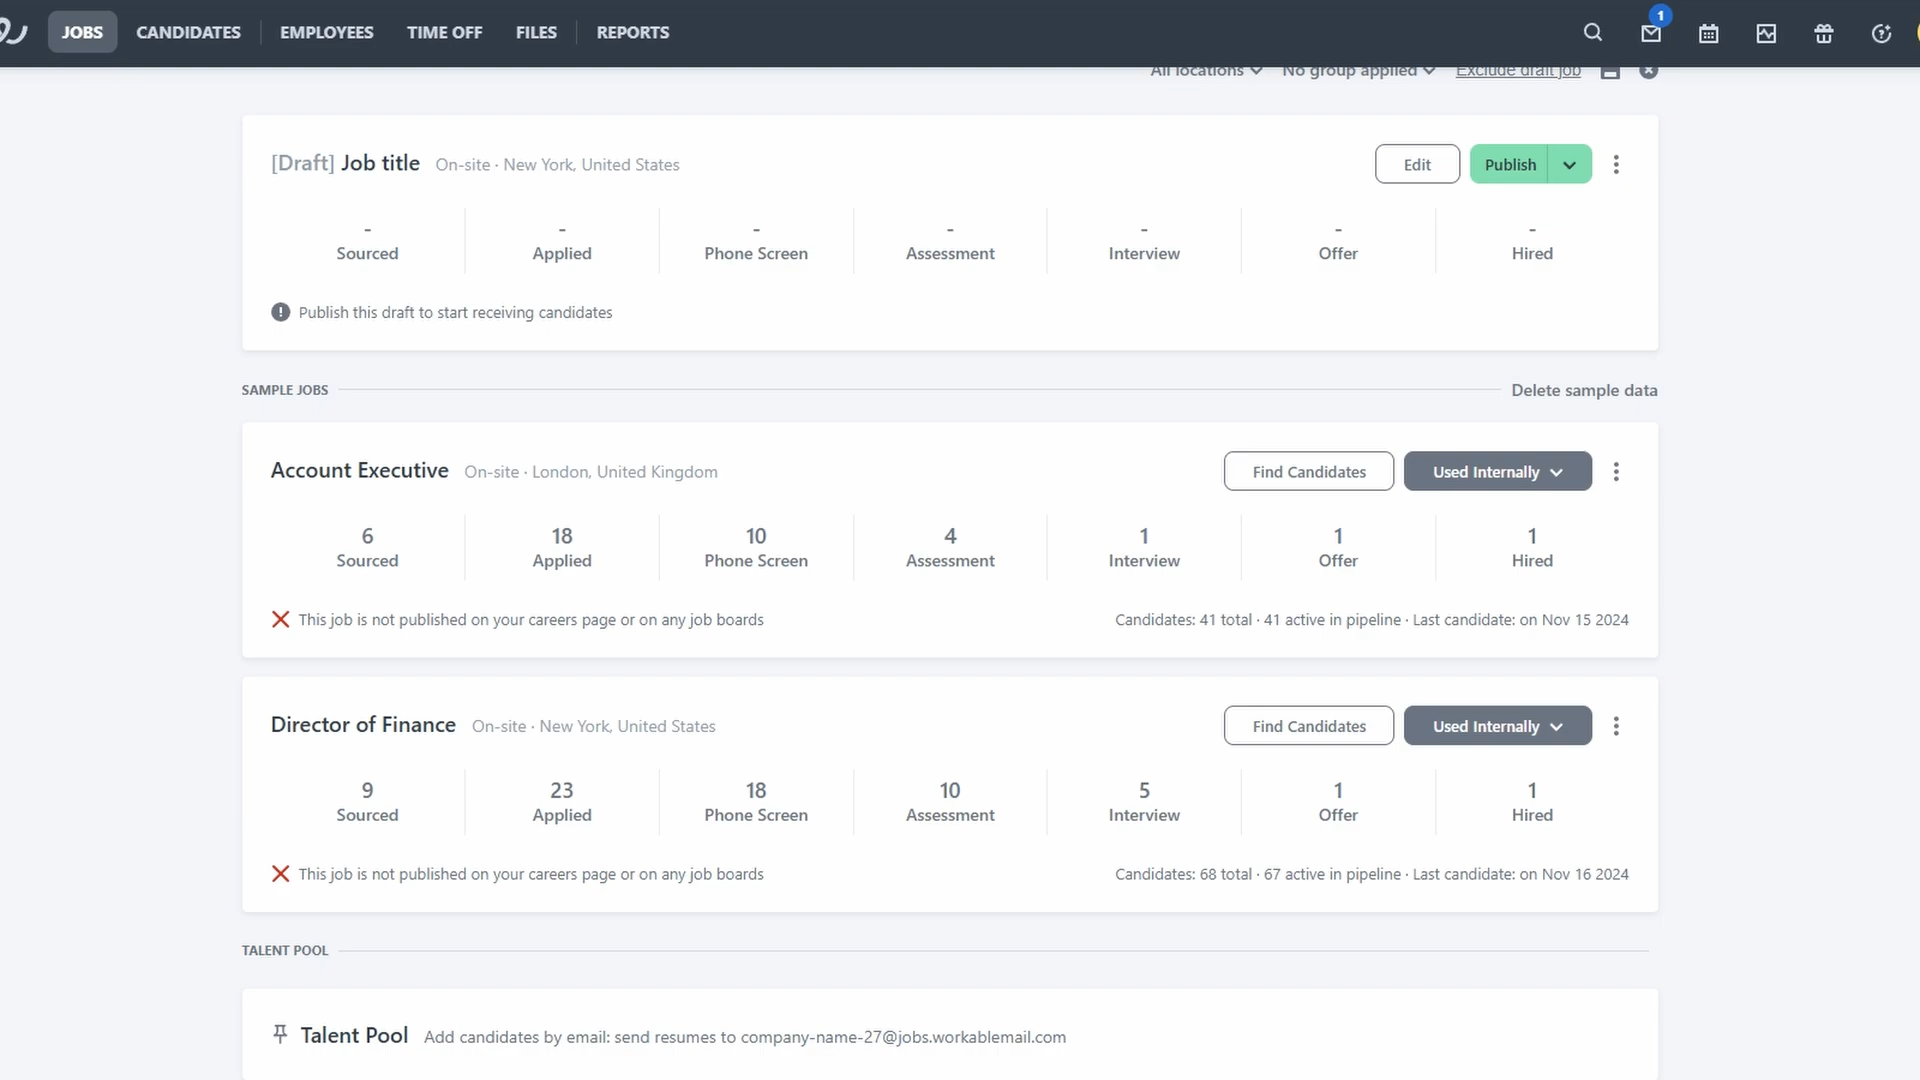 JOBS CANDIDATES EMPLOYEES TIME OFF FILES REPORTS 1
All locations No group applied Exclude draft job
[Draft] Job title On-site · New York, United States Edit Publish
- - - - - - -
Sourced Applied Phone Screen Assessment Interview Offer Hired
Publish this draft to start receiving candidates
SAMPLE JOBS Delete sample data
Account Executive On-site · London, United Kingdom Find Candidates Used Internally
6 18 10 4 1 1 1
Sourced Applied Phone Screen Assessment Interview Offer Hired
This job is not published on your careers page or on any job boards Candidates: 41 total · 41 active in pipeline · Last candidate: on Nov 15 2024
Director of Finance On-site · New York, United States Find Candidates Used Internally
9 23 18 10 5 1 1
Sourced Applied Phone Screen Assessment Interview Offer Hired
This job is not published on your careers page or on any job boards Candidates: 68 total · 67 active in pipeline · Last candidate: on Nov 16 2024
TALENT POOL
Talent Pool Add candidates by email: send resumes to company-name-27@jobs.workablemail.com